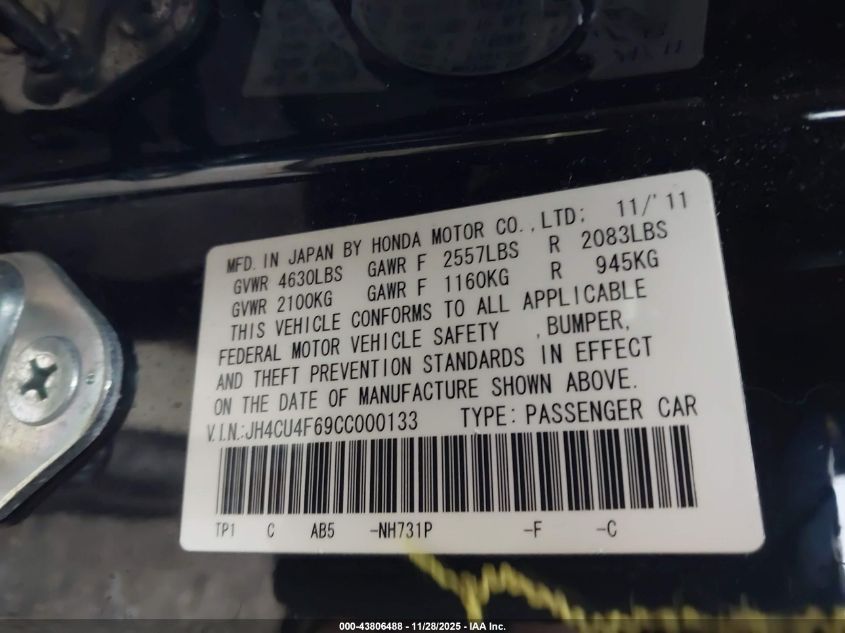 MFD. IN JAPAN BY HONDA MOTOR CO., LTD: 11/'11
GVWR 4630LBS GAWR F 2557LBS R 2083LBS
GVWR 2100KG GAWR F 1160KG R 945KG
THIS VEHICLE CONFORMS TO ALL APPLICABLE
FEDERAL MOTOR VEHICLE SAFETY ,BUMPER,
AND THEFT PREVENTION STANDARDS IN EFFECT
ON THE DATE OF MANUFACTURE SHOWN ABOVE.
V.I.N.:JH4CU4F69CC000133 TYPE: PASSENGER CAR
TP1 C AB5 -NH731P -F -C
000-43806488 - 11/28/2025 - IAA Inc.